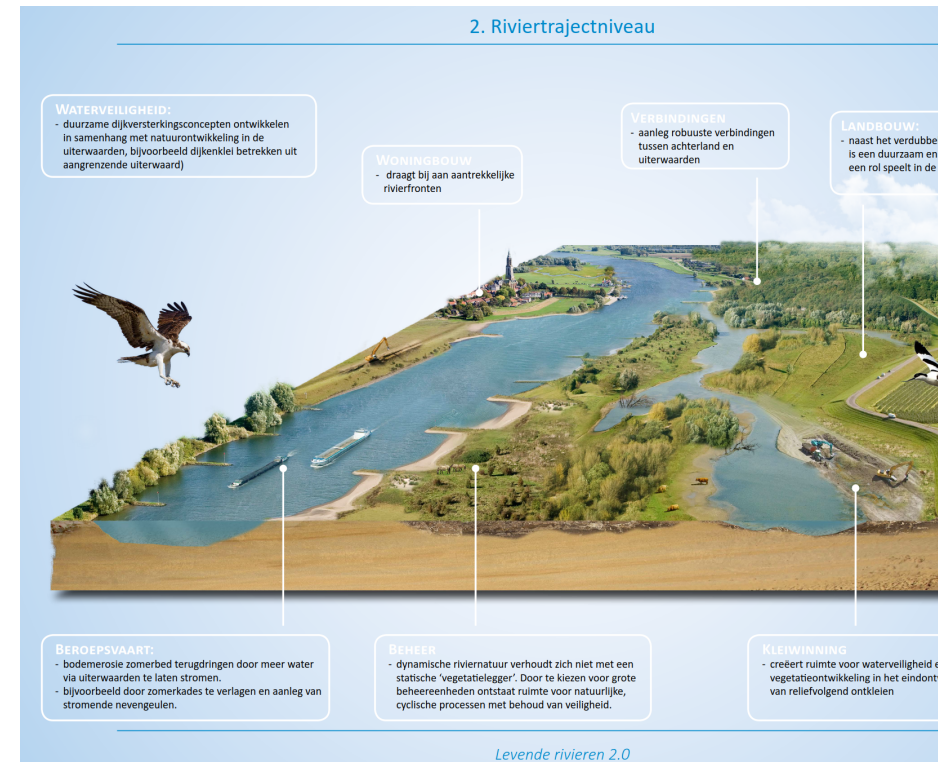 2. Riviertrajectniveau
WATERVEILIGHEID:
- duurzame dijkversterkingsconcepten ontwikkelen
in samenhang met natuurontwikkeling in de
uiterwaarden, bijvoorbeeld dijkenklei betrekken uit
aangrenzende uiterwaard)
WONINGBOUW
- draagt bij aan aantrekkelijke
rivierfronten
VERBINDINGEN
- aanleg robuuste verbindingen
tussen achterland en
uiterwaarden
LANDBOUW:
- naast het verdubbe
is een duurzaam en
een rol speelt in de
BEROEPSVAART:
- bodemerosie zomerbed terugdringen door meer water
via uiterwaarden te laten stromen.
- bijvoorbeeld door zomerkades te verlagen en aanleg van
stromende nevengeulen.
BEHEER
- dynamische riviernatuur verhoudt zich niet met een
statische ‘vegetatielegger’. Door te kiezen voor grote
beheereenheden ontstaat ruimte voor natuurlijke,
cyclische processen met behoud van veiligheid.
KLEIWINNING
- creëert ruimte voor waterveiligheid e
vegetatieontwikkeling in het eindont
van reliefvolgend ontkleien
Levende rivieren 2.0